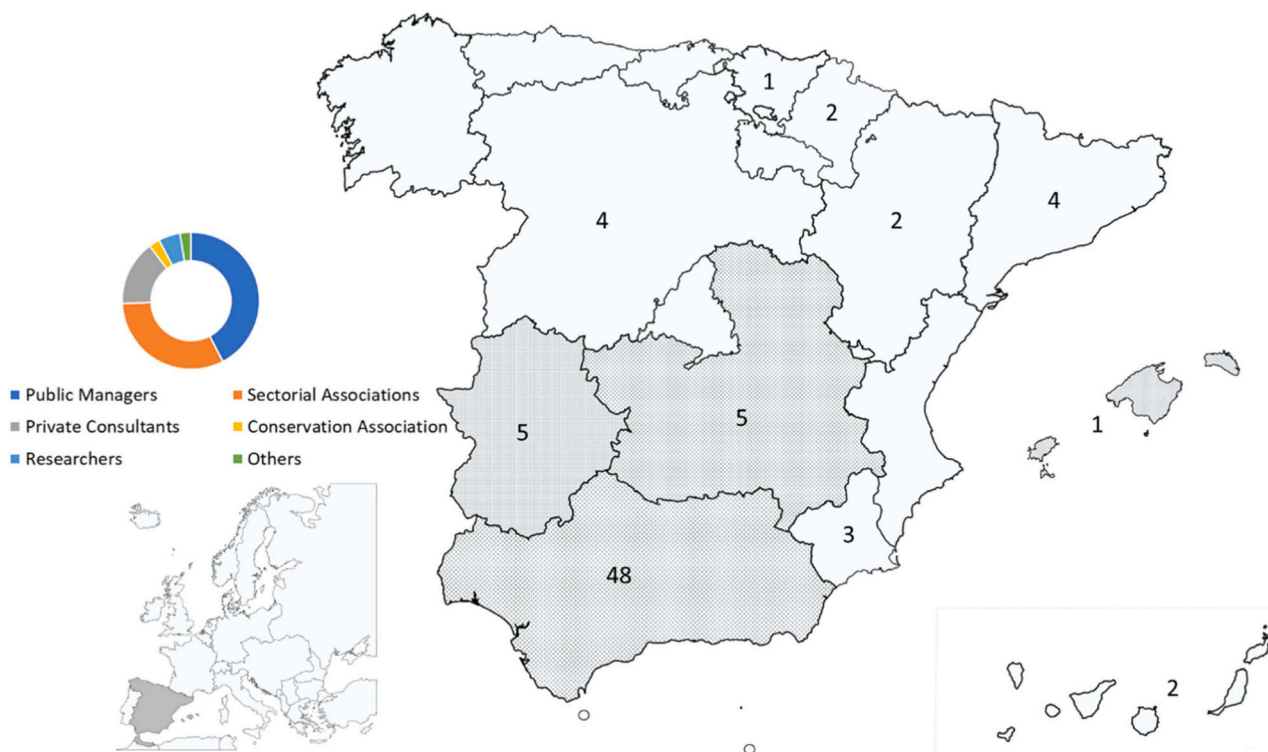 1
2
4
4
2
5
5
1
3
48
2
Public Managers
Sectorial Associations
Private Consultants
Conservation Association
Researchers
Others